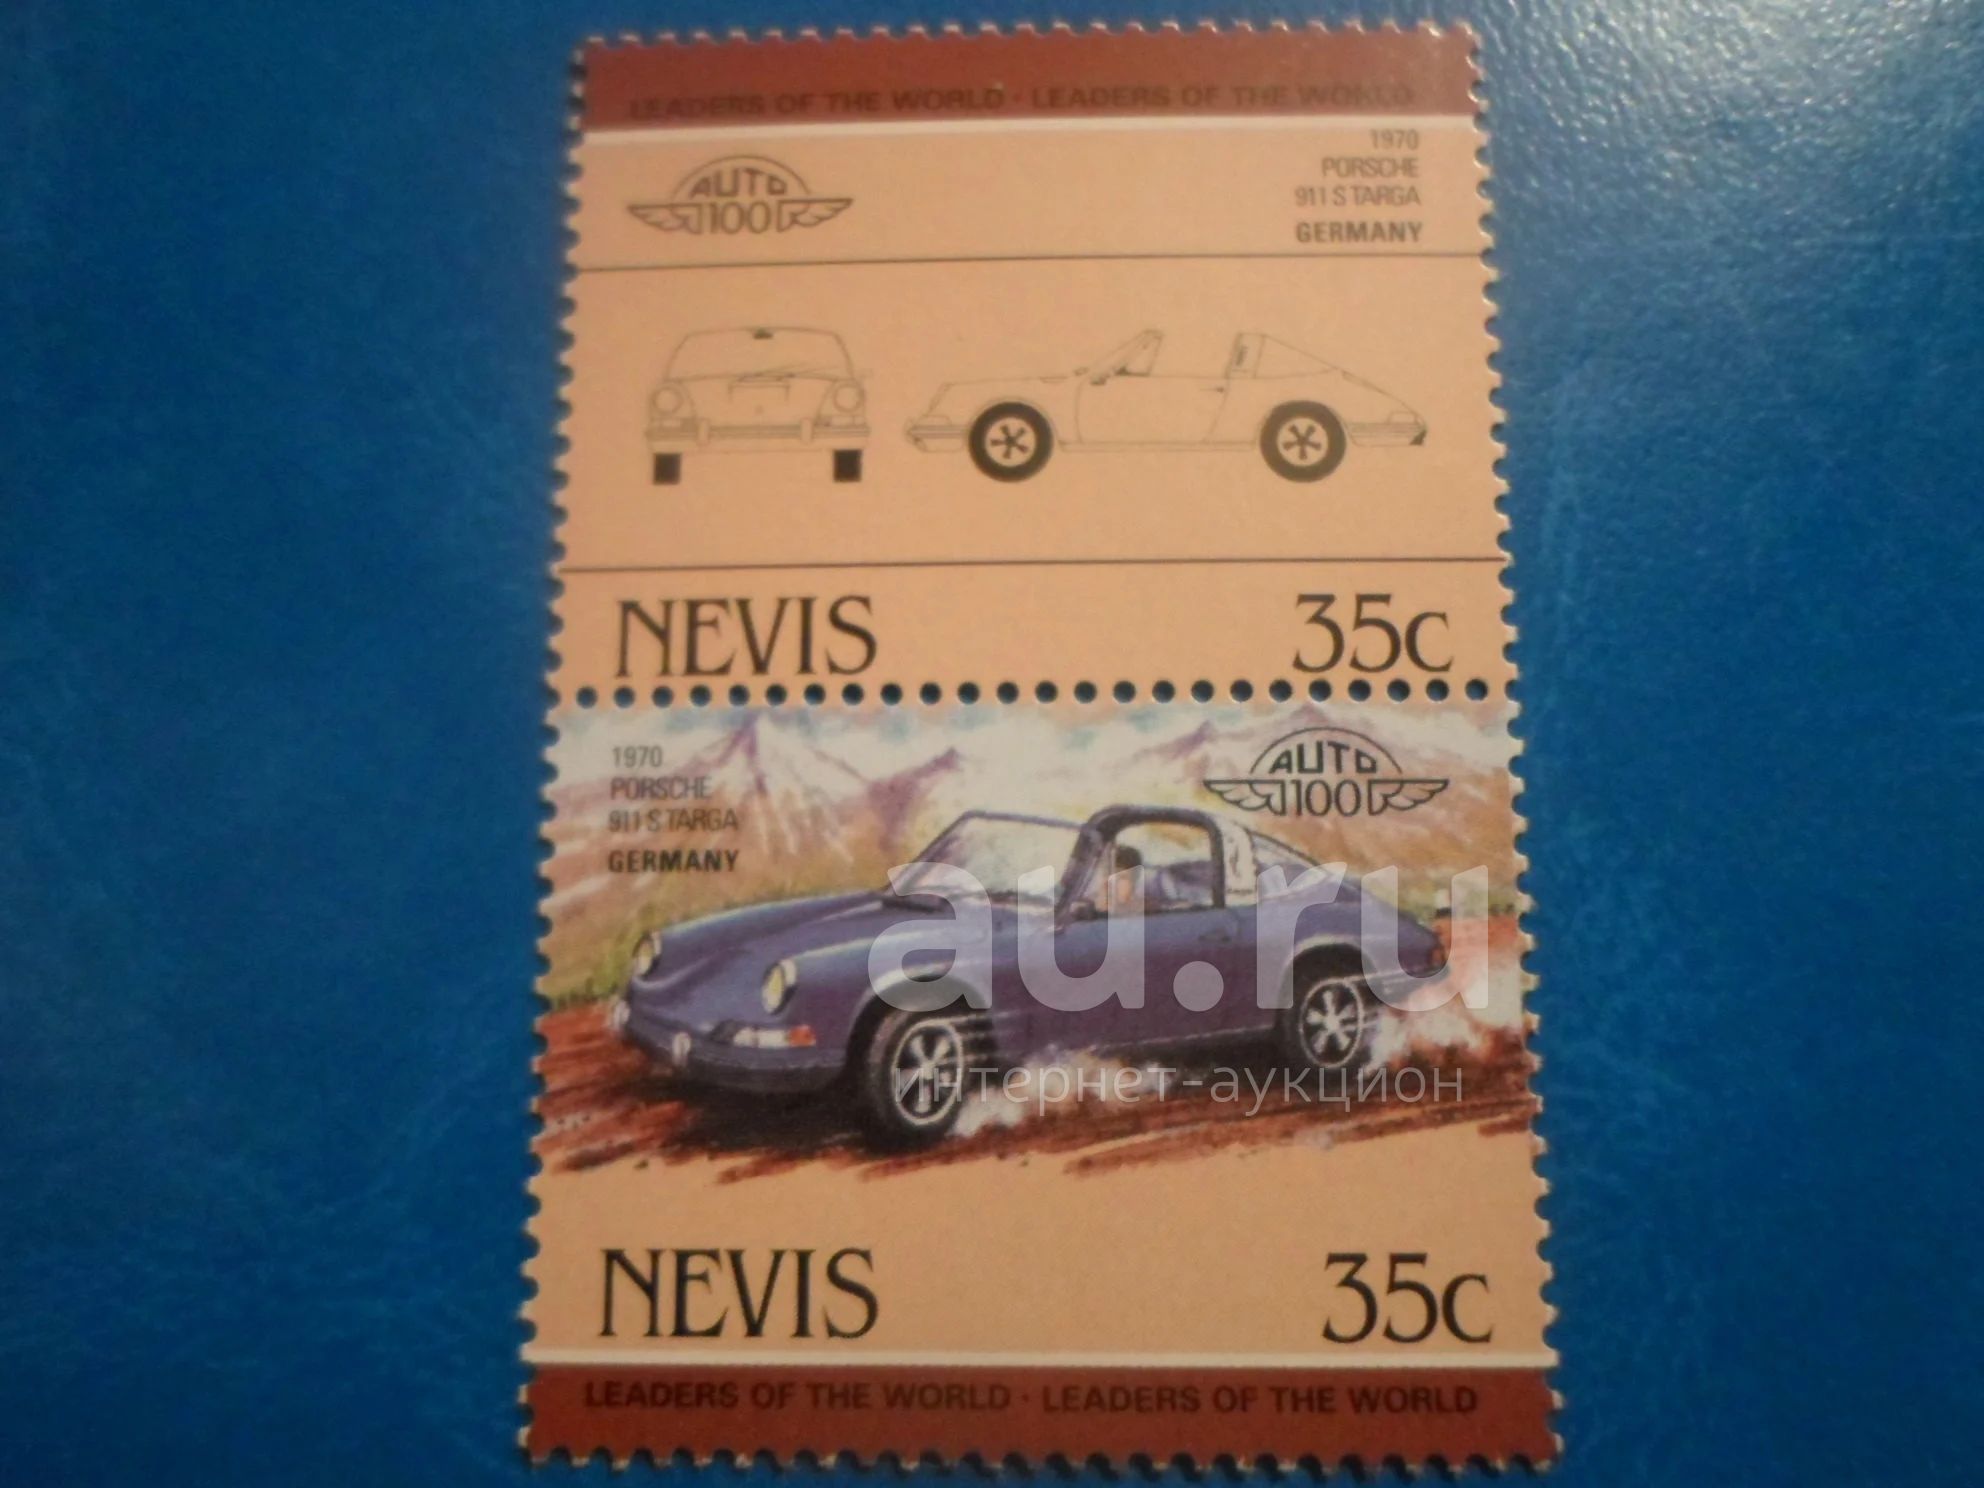 LEADERS OF THE WORLD · LEADERS OF THE WORLD
AUTO
100
1970
PORSCHE
911 S TARGA
GERMANY
NEVIS 35c
1970
PORSCHE
911 S TARGA
GERMANY
AUTO
100
au.ru
интернет-аукцион
NEVIS 35c
LEADERS OF THE WORLD · LEADERS OF THE WORLD